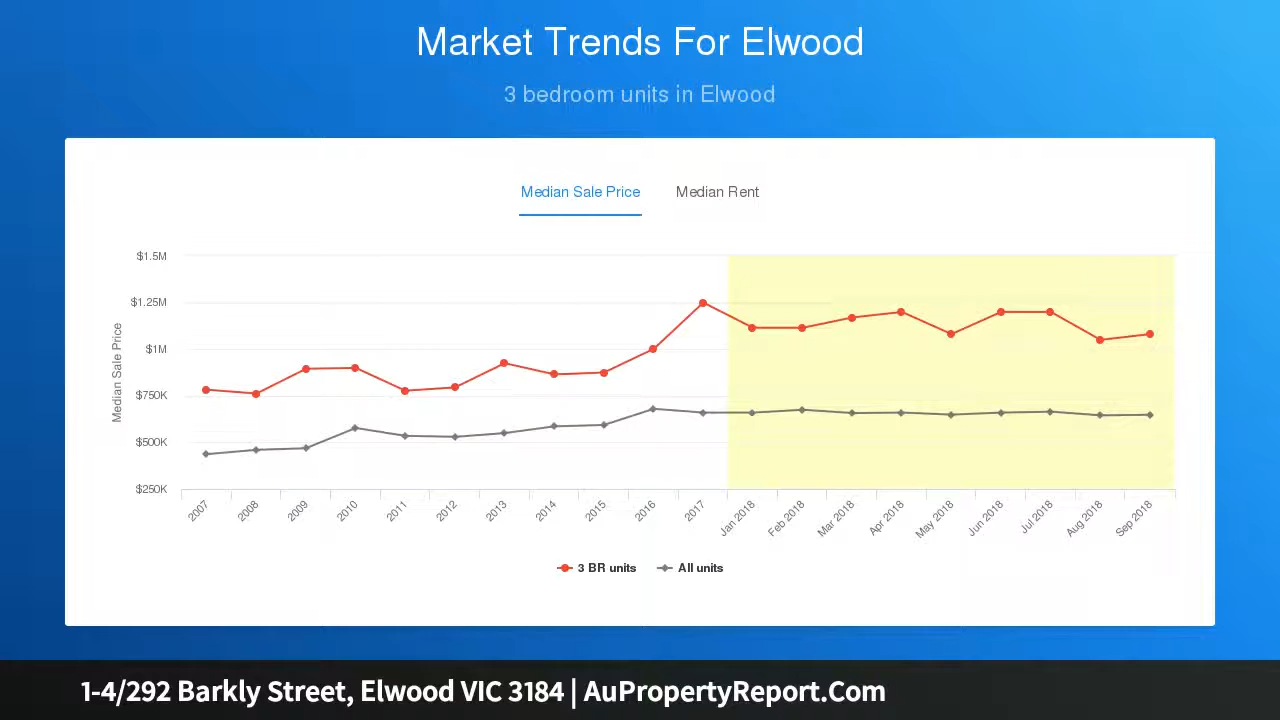 Market Trends For Elwood
3 bedroom units in Elwood
Median Sale Price
Median Rent
$1.5M
$1.25M
$1M
$750K
$500K
$250K
Median Sale Price
2007
2008
2009
2010
2011
2012
2013
2014
2015
2016
2017
Jan 2018
Feb 2018
Mar 2018
Apr 2018
May 2018
Jun 2018
Jul 2018
Aug 2018
Sep 2018
3 BR units
All units
1-4/292 Barkly Street, Elwood VIC 3184 | AuPropertyReport.Com